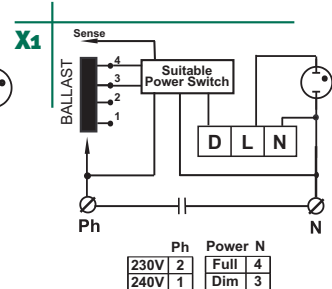 X1
Sense
BALLAST
4
3
2
1
Suitable
Power Switch
D L N
Ph
N
Ph Power N
230V 2 Full 4
240V 1 Dim 3